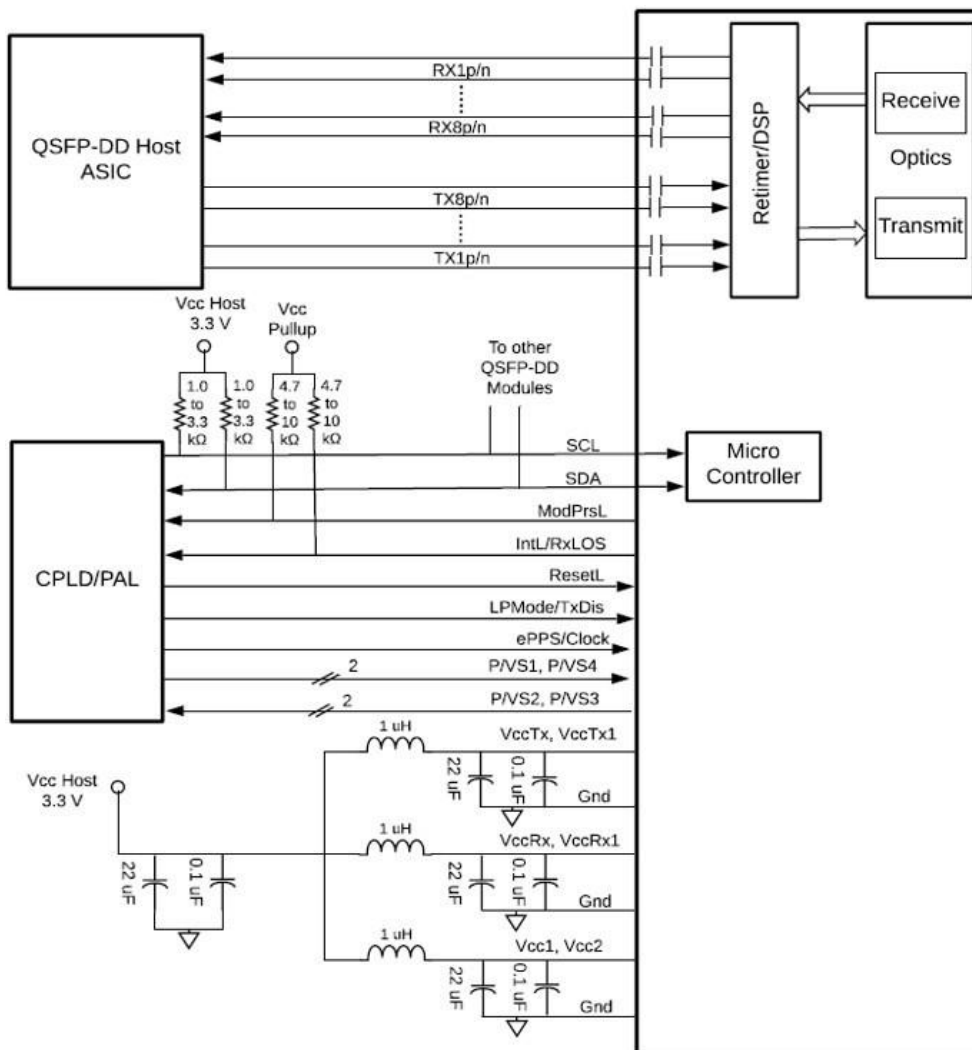 QSFP-DD Host
ASIC
RX1p/n
RX8p/n
TX8p/n
TX1p/n
Retimer/DSP
Receive
Optics
Transmit
Vcc Host
3.3 V
Vcc
Pullup
To other
QSFP-DD
Modules
1.0
to
3.3
kΩ
1.0
to
3.3
kΩ
4.7
to
10
kΩ
4.7
to
10
kΩ
CPLD/PAL
SCL
SDA
Micro
Controller
ModPrsL
IntL/RxLOS
ResetL
LPMode/TxDis
ePPS/Clock
2
P/VS1, P/VS4
2
P/VS2, P/VS3
1 uH
VccTx, VccTx1
22 uF
0.1 uF
Gnd
Vcc Host
3.3 V
22 uF
0.1 uF
1 uH
VccRx, VccRx1
22 uF
0.1 uF
Gnd
1 uH
Vcc1, Vcc2
22 uF
0.1 uF
Gnd